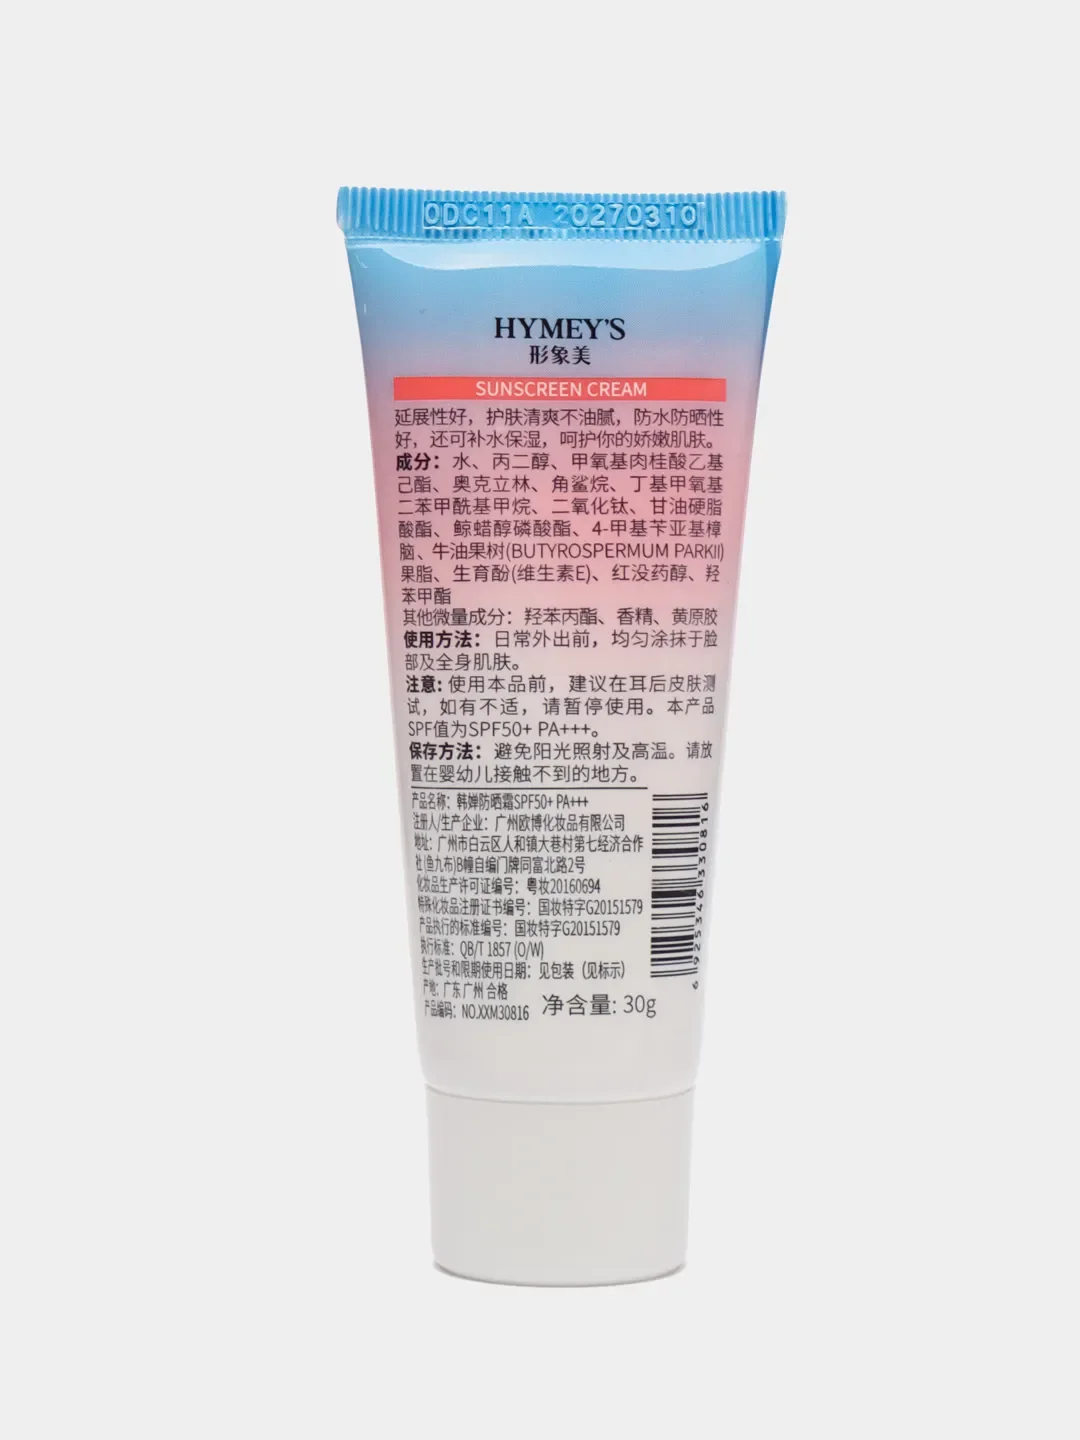 0DC11A 20270310
HYMEY'S
形象美
SUNSCREEN CREAM
延展性好，护肤清爽不油腻，防水防晒性
好，还可补水保湿，呵护你的娇嫩肌肤。
成分：水、丙二醇、甲氧基肉桂酸乙基
己酯、奥克立林、角鲨烷、丁基甲氧基
二苯甲酰基甲烷、二氧化钛、甘油硬脂
酸酯、鲸蜡醇磷酸酯、4-甲基苄亚基樟
脑、牛油果树(BUTYROSPERMUM PARKII)
果脂、生育酚(维生素E)、红没药醇、羟
苯甲酯
其他微量成分：羟苯丙酯、香精、黄原胶
使用方法：日常外出前，均匀涂抹于脸
部及全身肌肤。
注意：使用本品前，建议在耳后皮肤测
试，如有不适，请暂停使用。本产品
SPF值为SPF50+ PA+++。
保存方法：避免阳光照射及高温。请放
置在婴幼儿接触不到的地方。
产品名称：韩婵防晒霜SPF50+ PA+++
注册人/生产企业：广州欧博化妆品有限公司
地址：广州市白云区人和镇大巷村第七经济合作
社(鱼九布)B幢自编门牌同富北路2号
化妆品生产许可证编号：粤妆20160694
特殊化妆品注册证书编号：国妆特字G20151579
产品执行的标准编号：国妆特字G20151579
执行标准：QB/T 1857 (O/W)
生产批号和限期使用日期：见包装（见标示）
产地：广东 广州 合格
产品编码：NO.XXM30816
净含量: 30g
6 925346 330816